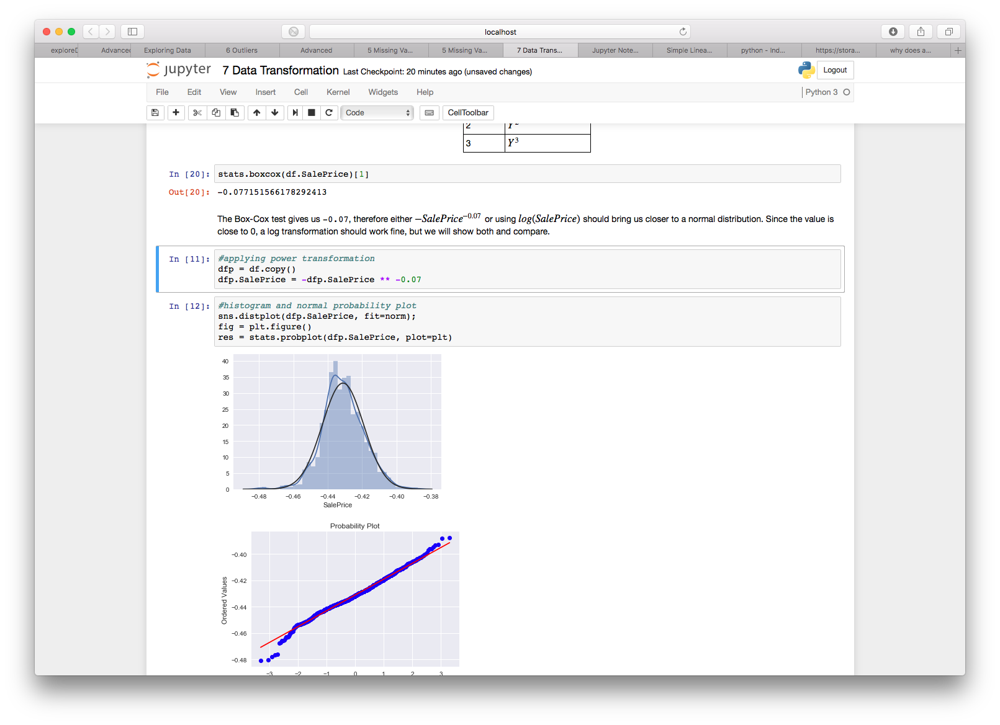 localhost
exploreD
Advanced
Exploring Data
6 Outliers
Advanced
5 Missing Va...
5 Missing Va...
7 Data Trans...
Jupyter Note...
Simple Linea...
python - Ind...
https://stora...
why does a...
jupyter 7 Data Transformation Last Checkpoint: 20 minutes ago (unsaved changes)
Logout
File Edit View Insert Cell Kernel Widgets Help
Python 3
Code
CellToolbar
2 Y²
3 Y³
In [20]: stats.boxcox(df.SalePrice)[1]
Out[20]: -0.077151566178292413
The Box-Cox test gives us -0.07, therefore either −SalePrice^−0.07 or using log(SalePrice) should bring us closer to a normal distribution. Since the value is
close to 0, a log transformation should work fine, but we will show both and compare.
In [11]: #applying power transformation
dfp = df.copy()
dfp.SalePrice = -dfp.SalePrice ** -0.07
In [12]: #histogram and normal probability plot
sns.distplot(dfp.SalePrice, fit=norm);
fig = plt.figure()
res = stats.probplot(dfp.SalePrice, plot=plt)
40
35
30
25
20
15
10
5
0
−0.48 −0.46 −0.44 −0.42 −0.40 −0.38
SalePrice
Probability Plot
Ordered Values
−0.40
−0.42
−0.44
−0.46
−0.48
−3 −2 −1 0 1 2 3